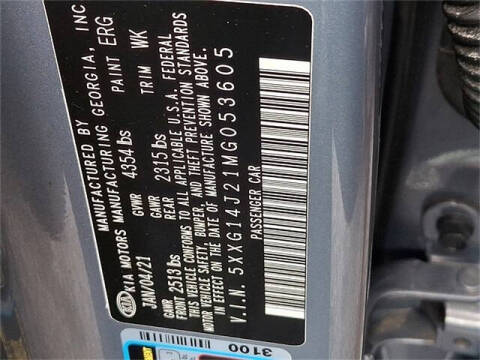 MANUFACTURED BY
KIA KIA MOTORS MANUFACTURING GEORGIA, INC
JAN/04/21 GVWR 4354 lbs PAINT ERG
GAWR GAWR TRIM WK
FRONT 2513 lbs REAR 2315 lbs
THIS VEHICLE CONFORMS TO ALL APPLICABLE U.S.A. FEDERAL
MOTOR VEHICLE SAFETY, BUMPER, AND THEFT PREVENTION STANDARDS
IN EFFECT ON THE DATE OF MANUFACTURE SHOWN ABOVE.
V.I.N. 5XXG14J21MG053605
PASSENGER CAR
3100